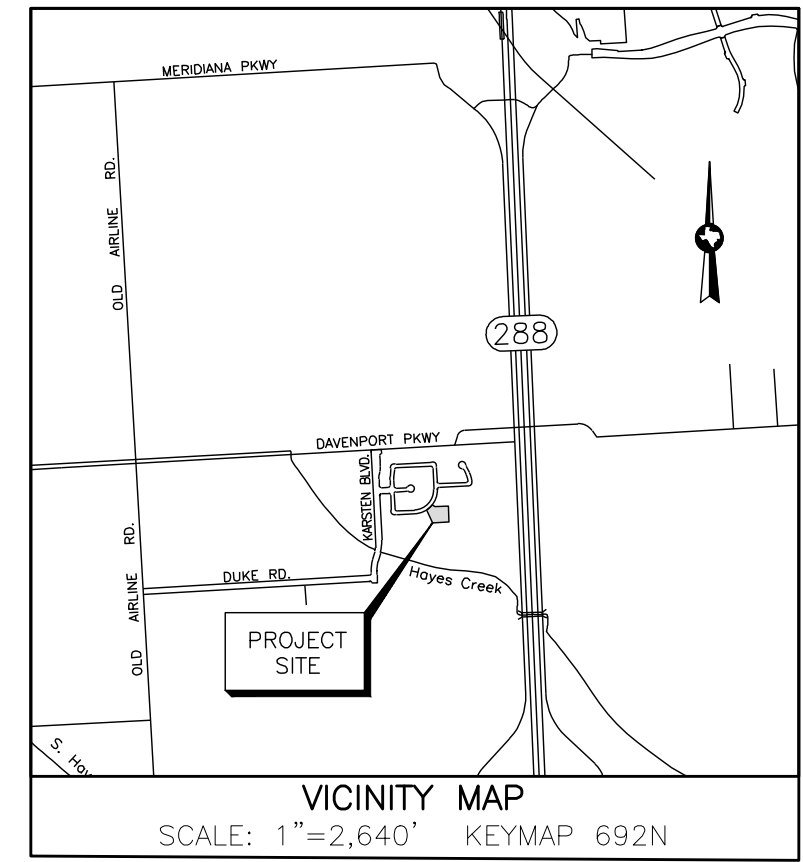 MERIDIANA PKWY
OLD AIRLINE RD.
288
DAVENPORT PKWY
KARSTEN BLVD.
OLD AIRLINE RD.
DUKE RD.
Hayes Creek
PROJECT
SITE
S. Hay
VICINITY MAP
SCALE: 1"=2,640' KEYMAP 692N